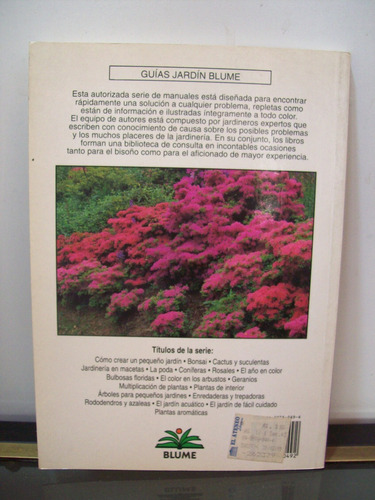 GUÍAS JARDÍN BLUME
Esta autorizada serie de manuales está diseñada para encontrar
rápidamente una solución a cualquier problema, repletas como
están de información e ilustradas íntegramente a todo color.
El equipo de autores está compuesto por jardineros expertos que
escriben con conocimiento de causa sobre los posibles problemas
y los muchos placeres de la jardinería. En su conjunto, los libros
forman una biblioteca de consulta en incontables ocasiones
tanto para el bisoño como para el aficionado de mayor experiencia.
Títulos de la serie:
Cómo crear un pequeño jardín • Bonsai • Cactus y suculentas
Jardinería en macetas • La poda • Coníferas • Rosales • El año en color
Bulbosas floridas • El color en los arbustos • Geranios
Multiplicación de plantas • Plantas de interior
Árboles para pequeños jardines • Enredaderas y trepadoras
Rododendros y azaleas • El jardín acuático • El jardín de fácil cuidado
Plantas aromáticas
EL ATENEO
BLUME